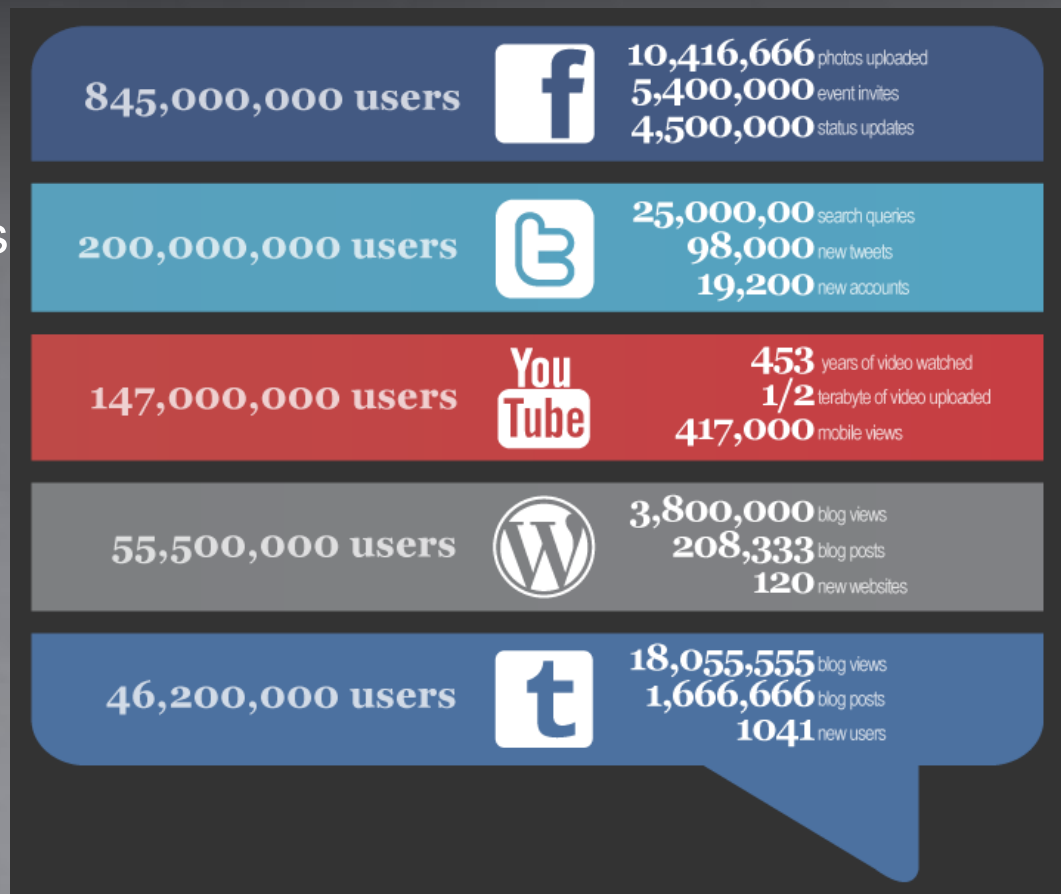 845,000,000 users
f
10,416,666 photos uploaded
5,400,000 event invites
4,500,000 status updates
s
200,000,000 users
t
25,000,00 search queries
98,000 new tweets
19,200 new accounts
147,000,000 users
You
Tube
453 years of video watched
1/2 terabyte of video uploaded
417,000 mobile views
55,500,000 users
W
3,800,000 blog views
208,333 blog posts
120 new websites
46,200,000 users
t
18,055,555 blog views
1,666,666 blog posts
1041 new users